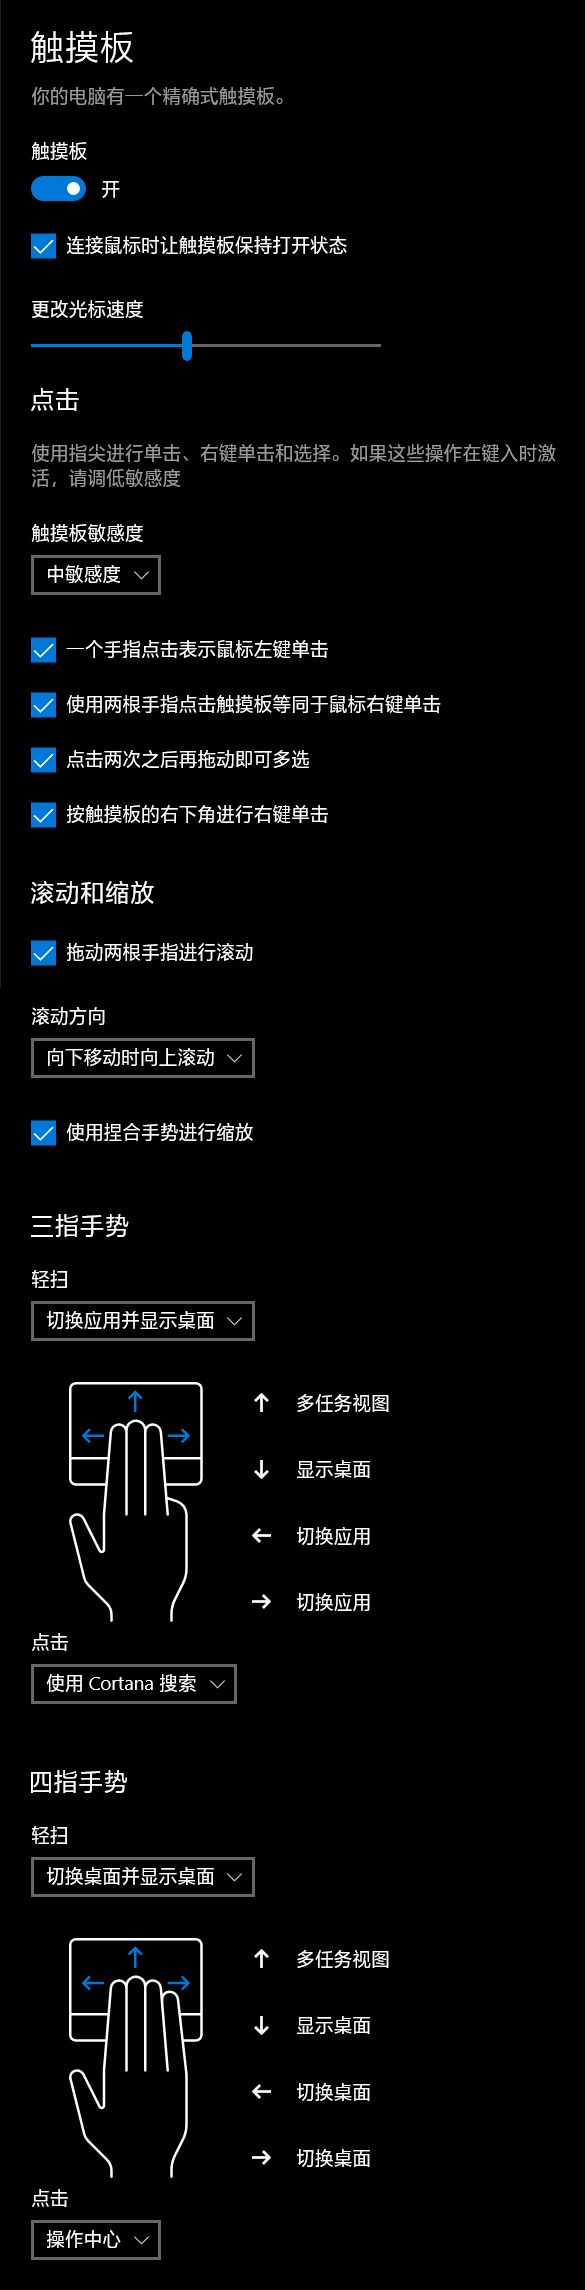 触摸板
你的电脑有一个精确式触摸板。
触摸板
开
连接鼠标时让触摸板保持打开状态
更改光标速度
点击
使用指尖进行单击、右键单击和选择。如果这些操作在键入时激
活，请调低敏感度
触摸板敏感度
中敏感度
一个手指点击表示鼠标左键单击
使用两根手指点击触摸板等同于鼠标右键单击
点击两次之后再拖动即可多选
按触摸板的右下角进行右键单击
滚动和缩放
拖动两根手指进行滚动
滚动方向
向下移动时向上滚动
使用捏合手势进行缩放
三指手势
轻扫
切换应用并显示桌面
↑ 多任务视图
↓ 显示桌面
← 切换应用
→ 切换应用
点击
使用 Cortana 搜索
四指手势
轻扫
切换桌面并显示桌面
↑ 多任务视图
↓ 显示桌面
← 切换桌面
→ 切换桌面
点击
操作中心